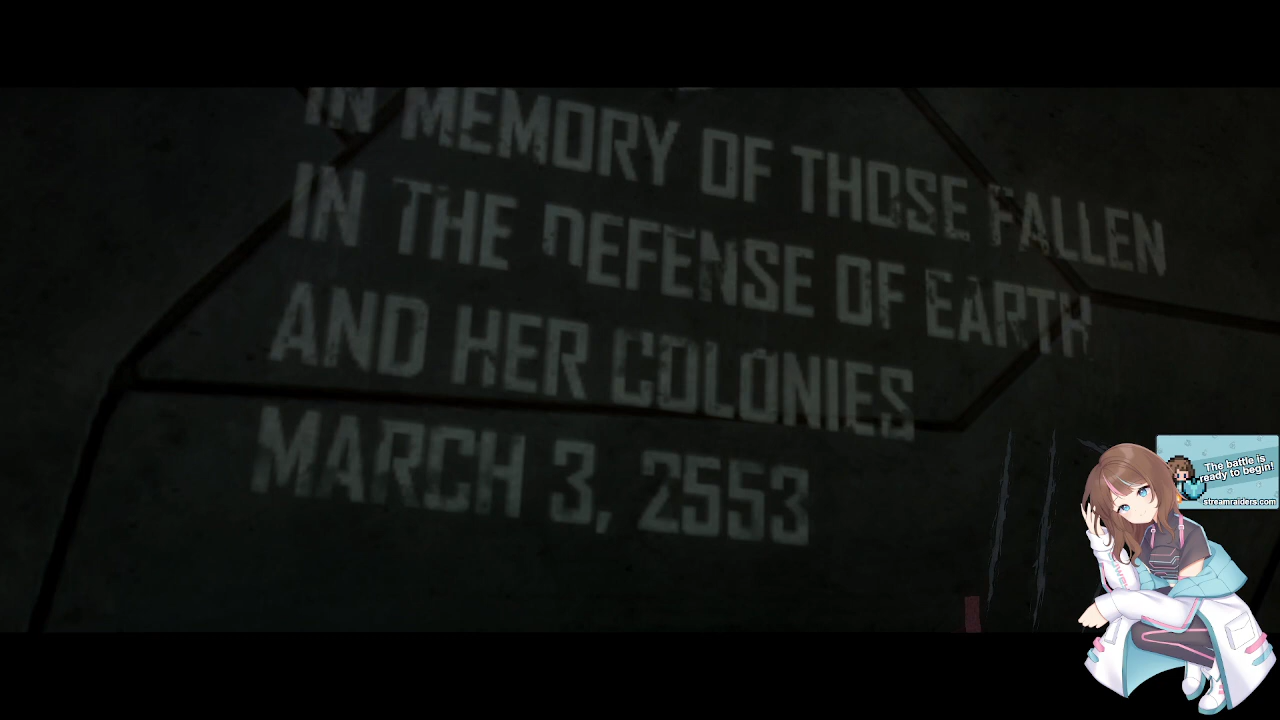 IN MEMORY OF THOSE FALLEN
IN THE DEFENSE OF EARTH
AND HER COLONIES
MARCH 3, 2553
The battle is
ready to begin!
streamraiders.com